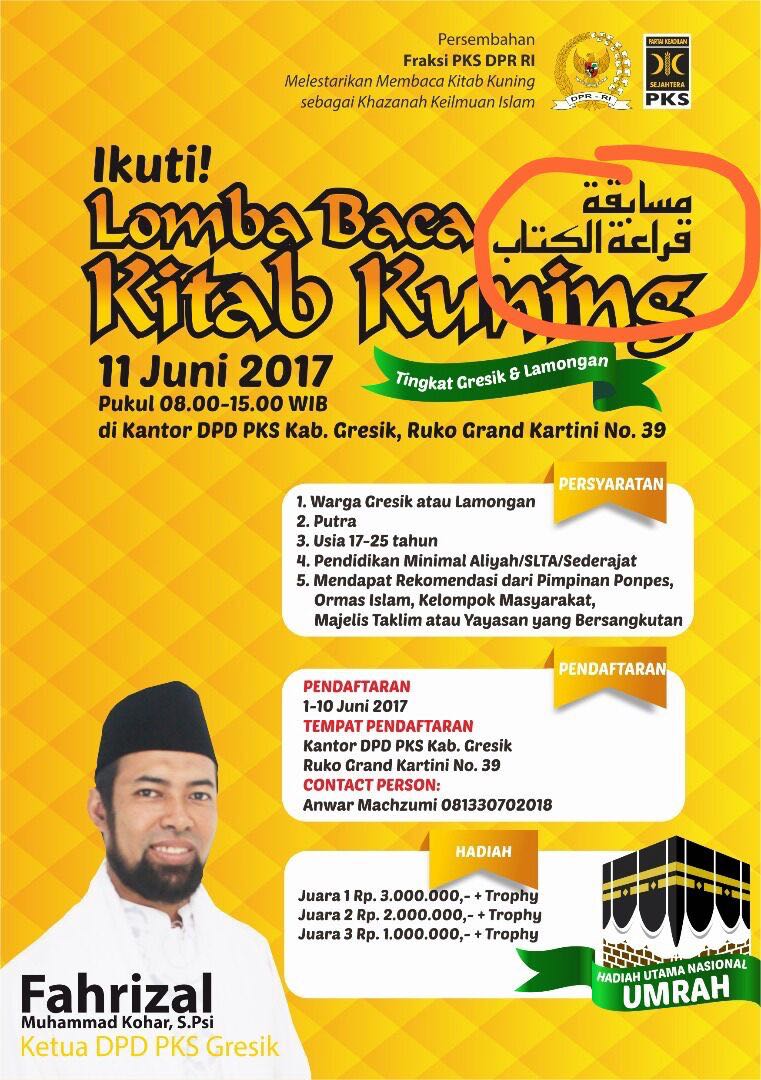 Persembahan
Fraksi PKS DPR RI
Melestarikan Membaca Kitab Kuning
sebagai Khazanah Keilmuan Islam
DPR - RI
PARTAI KEADILAN
SEJAHTERA
PKS
Ikuti!
مسابقة
Lomba Baca
قراعة الكتاب
Kitab Kuning
11 Juni 2017
Tingkat Gresik & Lamongan
Pukul 08.00-15.00 WIB
di Kantor DPD PKS Kab. Gresik, Ruko Grand Kartini No. 39
PERSYARATAN
1. Warga Gresik atau Lamongan
2. Putra
3. Usia 17-25 tahun
4. Pendidikan Minimal Aliyah/SLTA/Sederajat
5. Mendapat Rekomendasi dari Pimpinan Ponpes,
Ormas Islam, Kelompok Masyarakat,
Majelis Taklim atau Yayasan yang Bersangkutan
PENDAFTARAN
PENDAFTARAN
1-10 Juni 2017
TEMPAT PENDAFTARAN
Kantor DPD PKS Kab. Gresik
Ruko Grand Kartini No. 39
CONTACT PERSON:
Anwar Machzumi 081330702018
HADIAH
Juara 1 Rp. 3.000.000,- + Trophy
Juara 2 Rp. 2.000.000,- + Trophy
Juara 3 Rp. 1.000.000,- + Trophy
HADIAH UTAMA NASIONAL
UMRAH
Fahrizal
Muhammad Kohar, S.Psi
Ketua DPD PKS Gresik